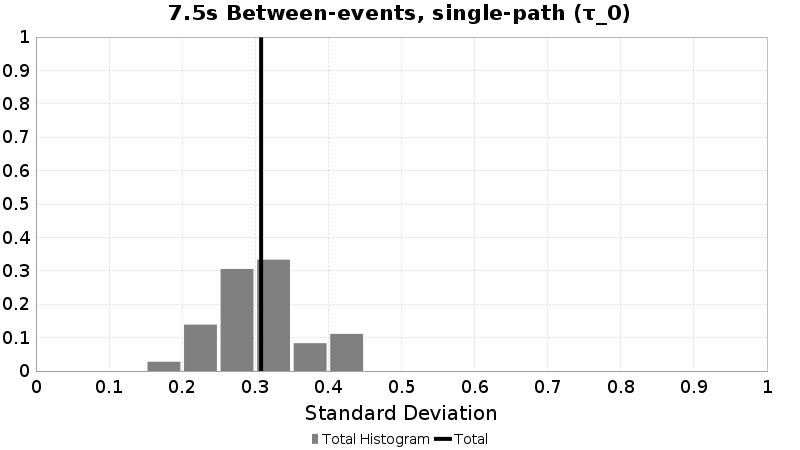 7.5s Between-events, single-path (τ_0)
1
0.9
0.8
0.7
0.6
0.5
0.4
0.3
0.2
0.1
0
0 0.1 0.2 0.3 0.4 0.5 0.6 0.7 0.8 0.9 1
Standard Deviation
Total Histogram Total